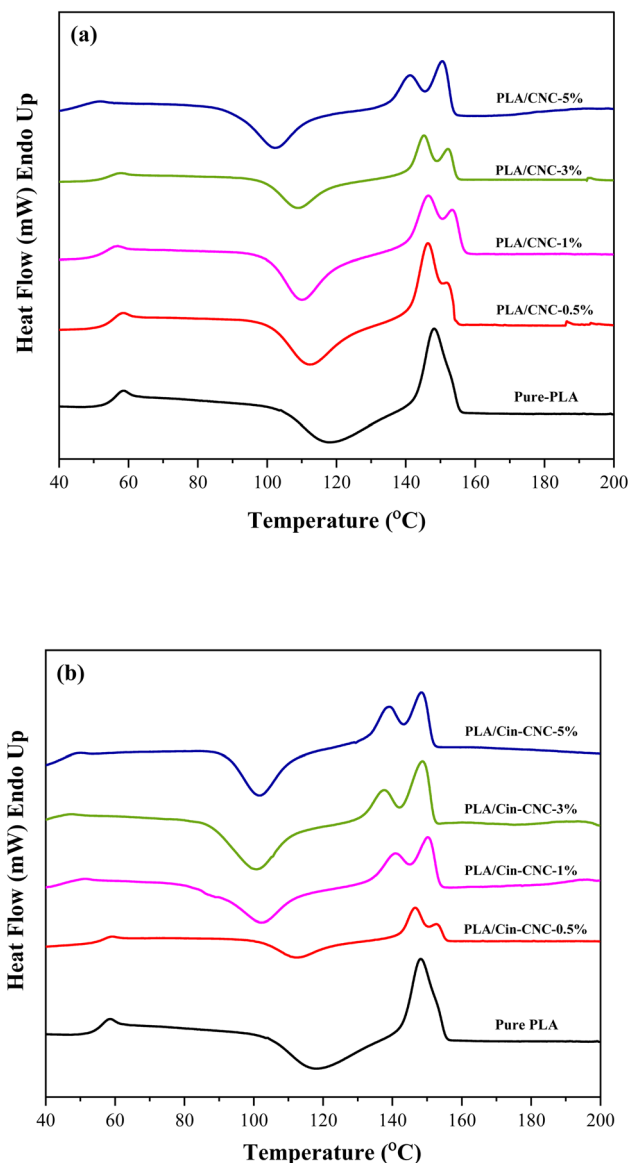 (a)
PLA/CNC-5%
PLA/CNC-3%
PLA/CNC-1%
PLA/CNC-0.5%
Pure-PLA
Heat Flow (mW) Endo Up
40 60 80 100 120 140 160 180 200
Temperature (ᴼC)
(b)
PLA/Cin-CNC-5%
PLA/Cin-CNC-3%
PLA/Cin-CNC-1%
PLA/Cin-CNC-0.5%
Pure PLA
Heat Flow (mW) Endo Up
40 60 80 100 120 140 160 180 200
Temperature (ᴼC)